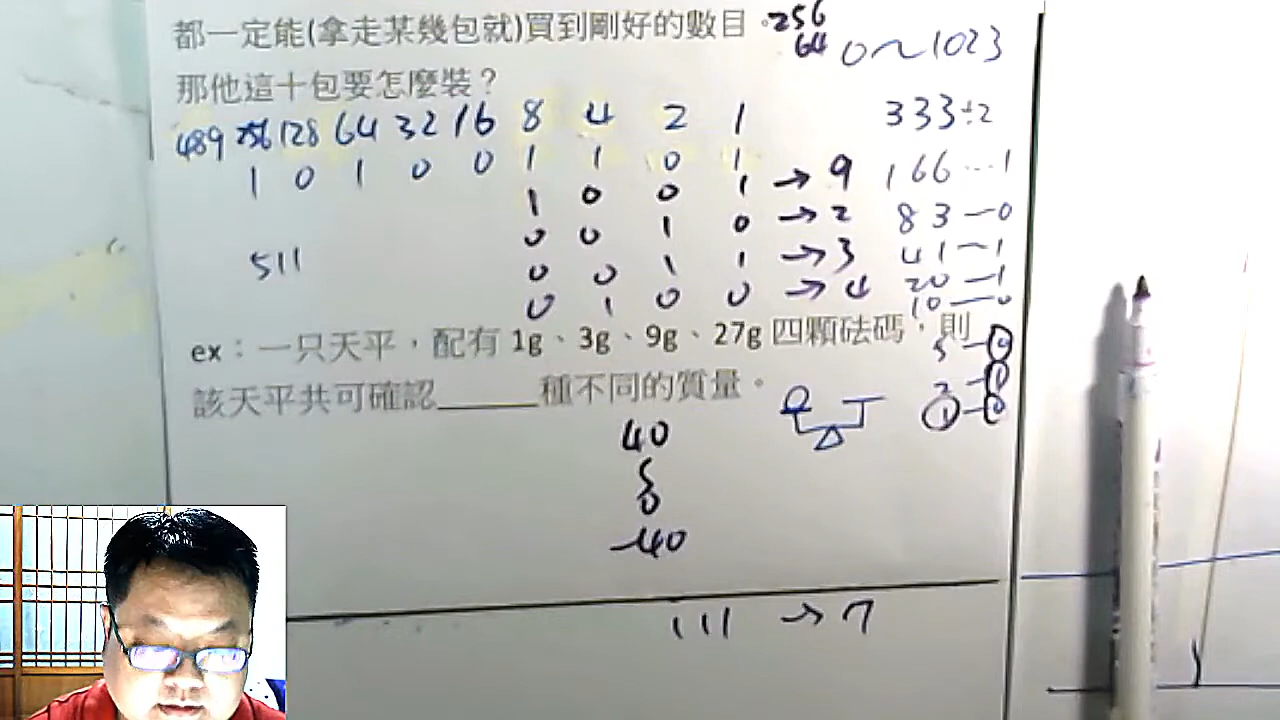 都一定能(拿走某幾包就)買到剛好的數目。256
64 0~1023
那他這十包要怎麼裝？
489 256 128 64 32 16 8 4 2 1 333÷2
1 0 1 0 0 1 1 0 1 166…1
1 0 0 1 → 9 83—0
0 0 1 0 → 2 41—1
511 0 0 1 1 → 3 20—1
0 1 0 0 → 4 10—0
ex：一只天平，配有 1g、3g、9g、27g 四顆砝碼，則
5—0
該天平共可確認______種不同的質量。
2—1
1—0
40
0
-40
111 → 7